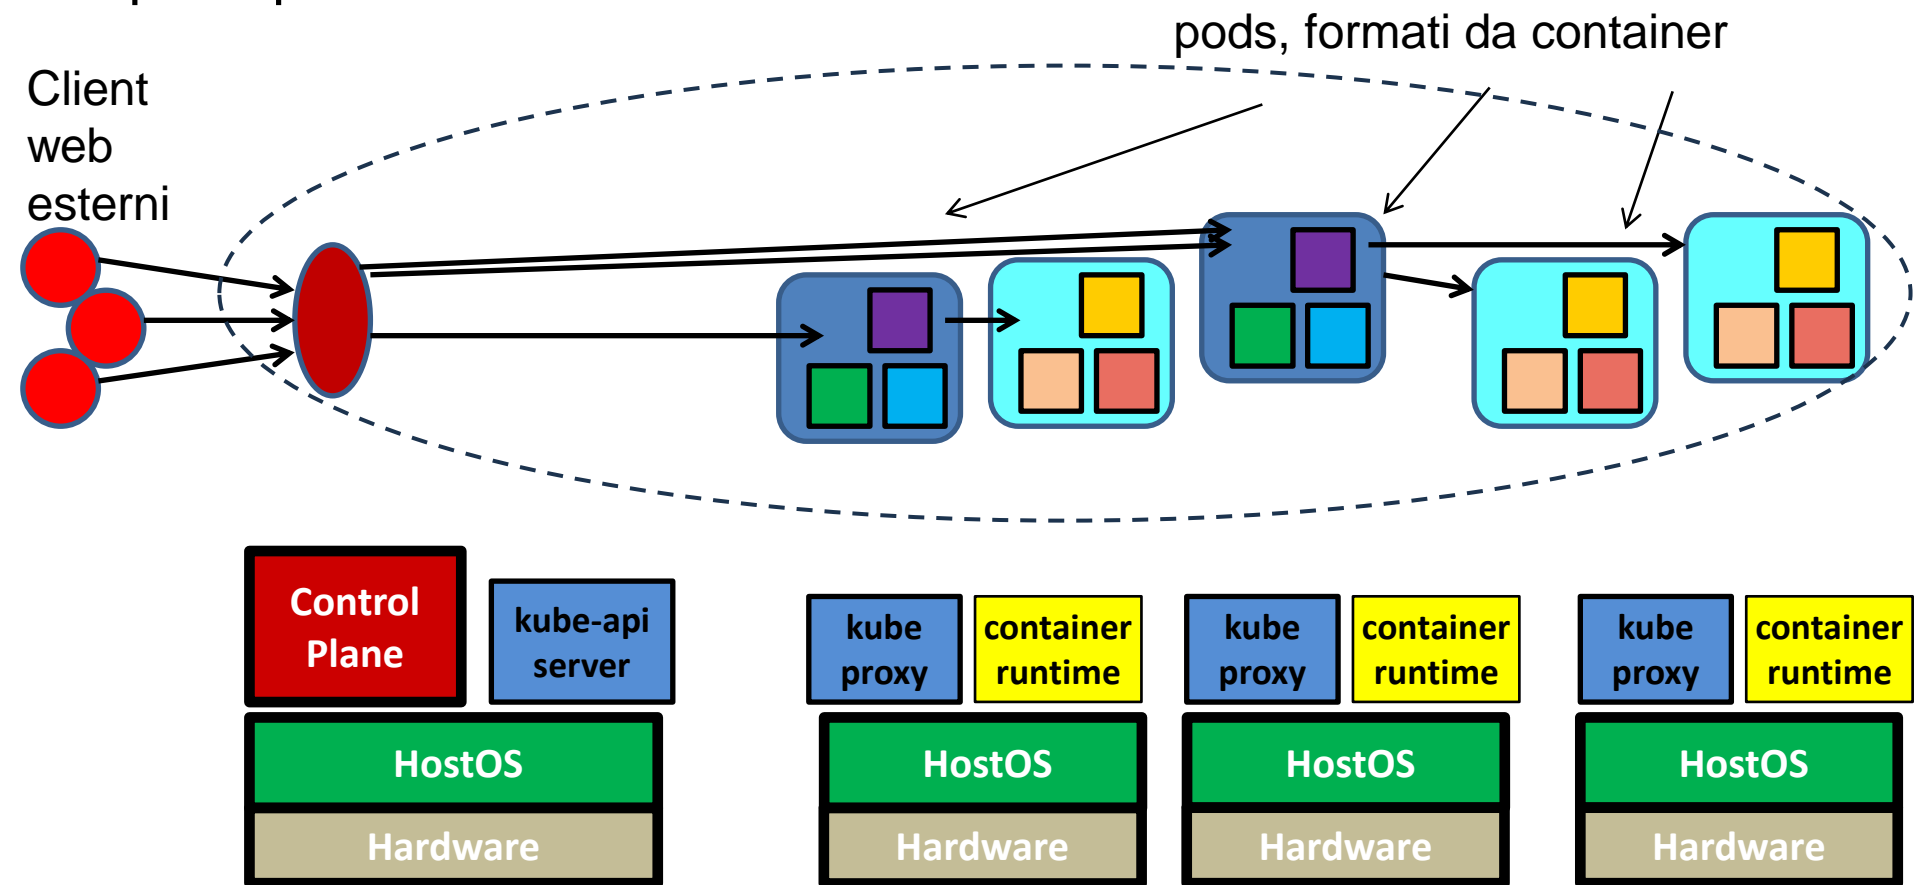 pods, formati da container
Client
web
esterni
Control
Plane
kube-api
server
kube
proxy
container
runtime
kube
proxy
container
runtime
kube
proxy
container
runtime
HostOS
HostOS
HostOS
HostOS
Hardware
Hardware
Hardware
Hardware